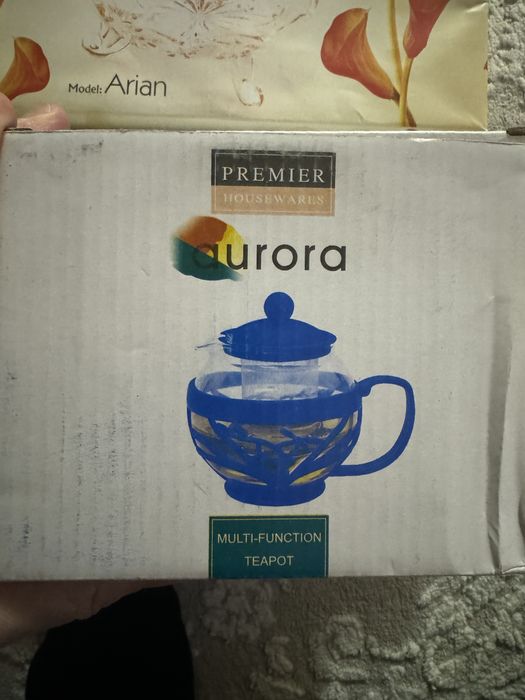 Model: Arian
PREMIER
HOUSEWARES
aurora
MULTI-FUNCTION
TEAPOT